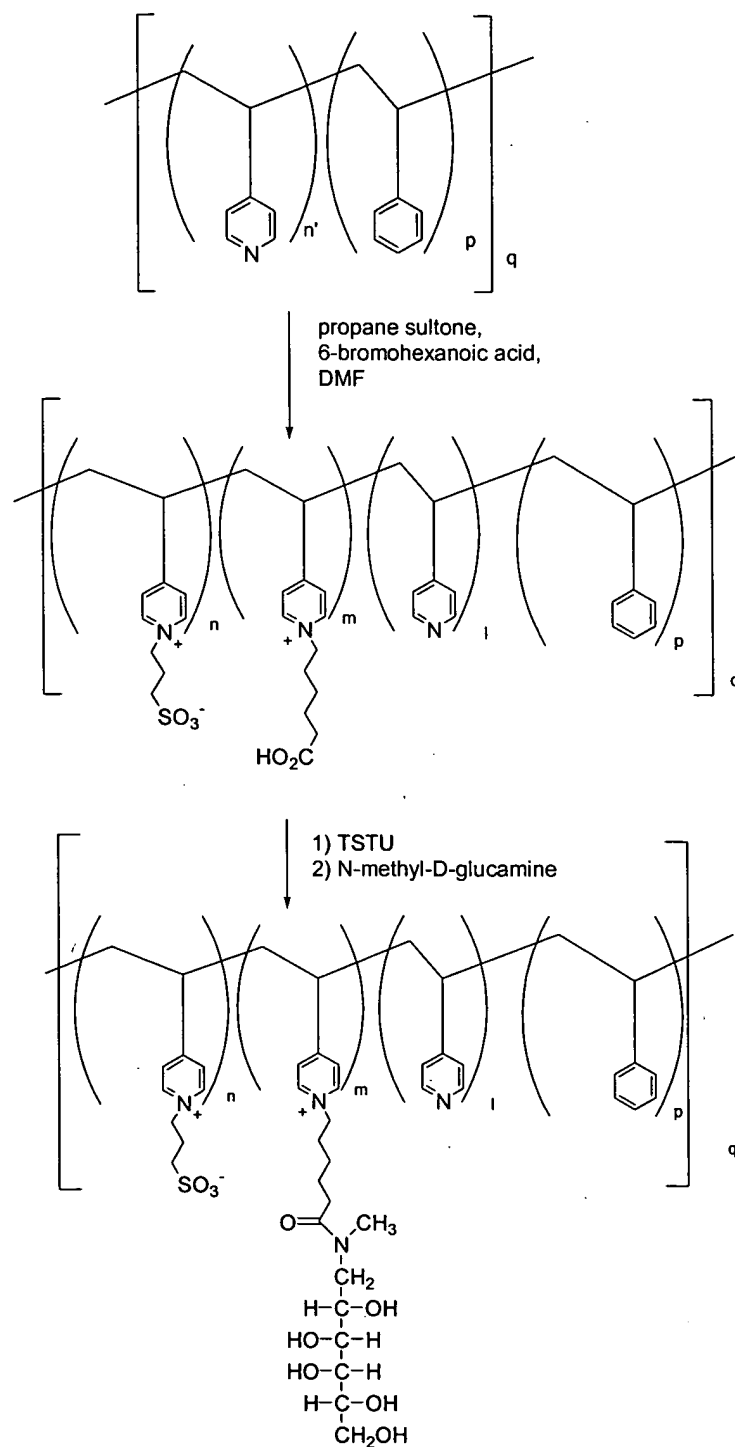 N
n'
p
q
propane sultone,
6-bromohexanoic acid,
DMF
N
+
n
N
+
m
N
l
p
q
SO3-
HO2C
1) TSTU
2) N-methyl-D-glucamine
N
+
n
N
+
m
N
l
p
q
SO3-
O
CH3
N
CH2
H-C-OH
HO-C-H
HO-C-H
H-C-OH
CH2OH